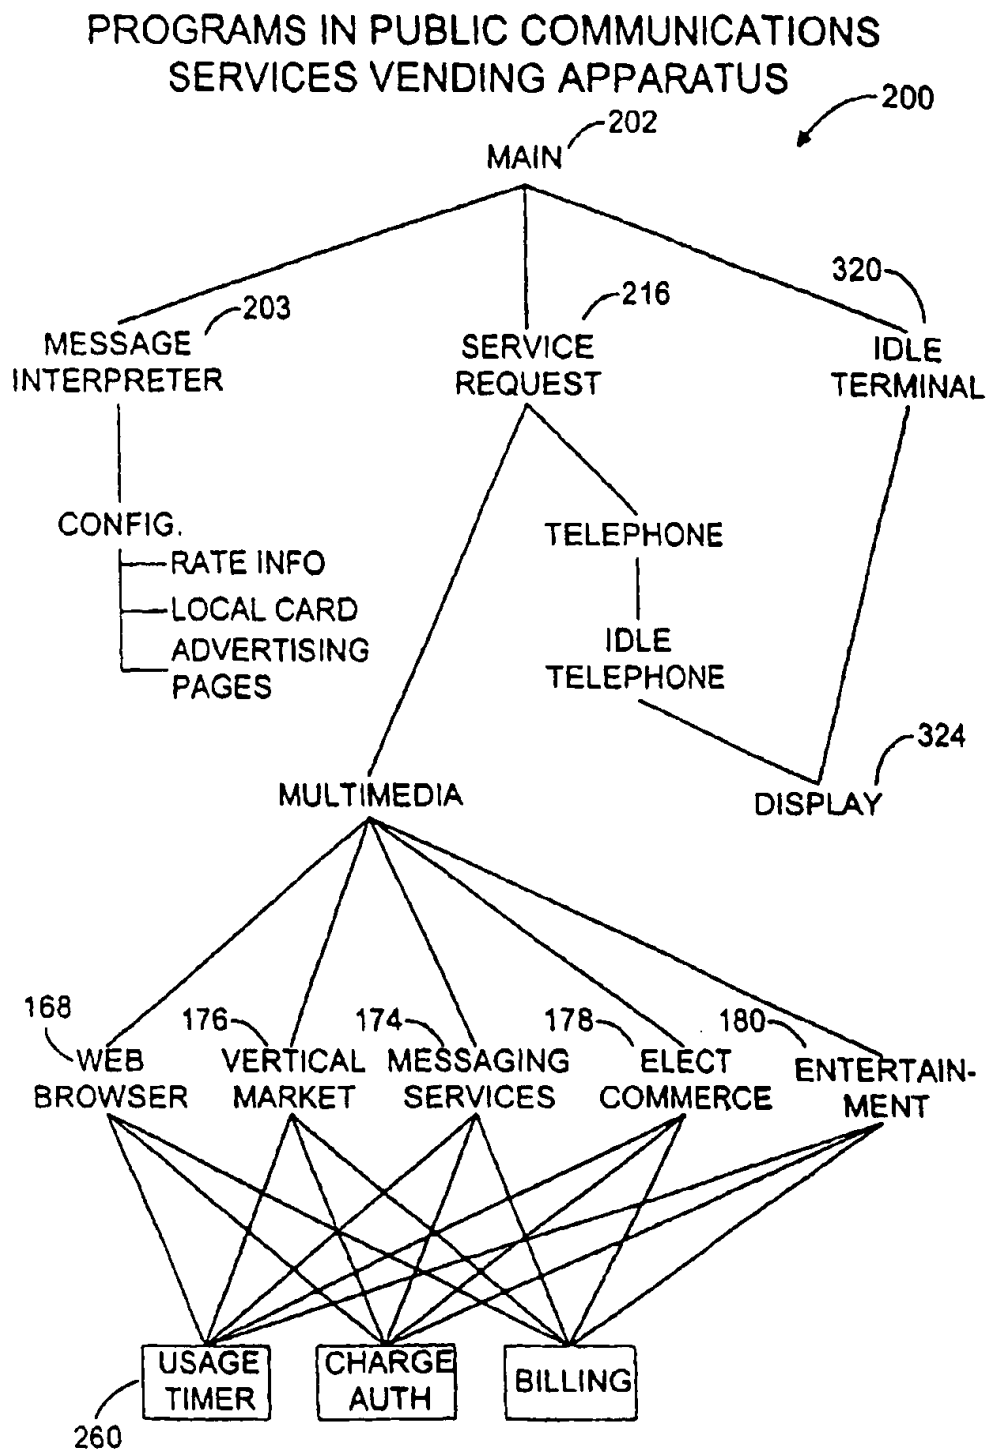 PROGRAMS IN PUBLIC COMMUNICATIONS
SERVICES VENDING APPARATUS
200
202
MAIN
320
203
216
MESSAGE
INTERPRETER
SERVICE
REQUEST
IDLE
TERMINAL
CONFIG.
RATE INFO
LOCAL CARD
ADVERTISING
PAGES
TELEPHONE
IDLE
TELEPHONE
324
MULTIMEDIA
DISPLAY
168
176
174
178
180
WEB
BROWSER
VERTICAL
MARKET
MESSAGING
SERVICES
ELECT
COMMERCE
ENTERTAIN-
MENT
USAGE
TIMER
CHARGE
AUTH
BILLING
260